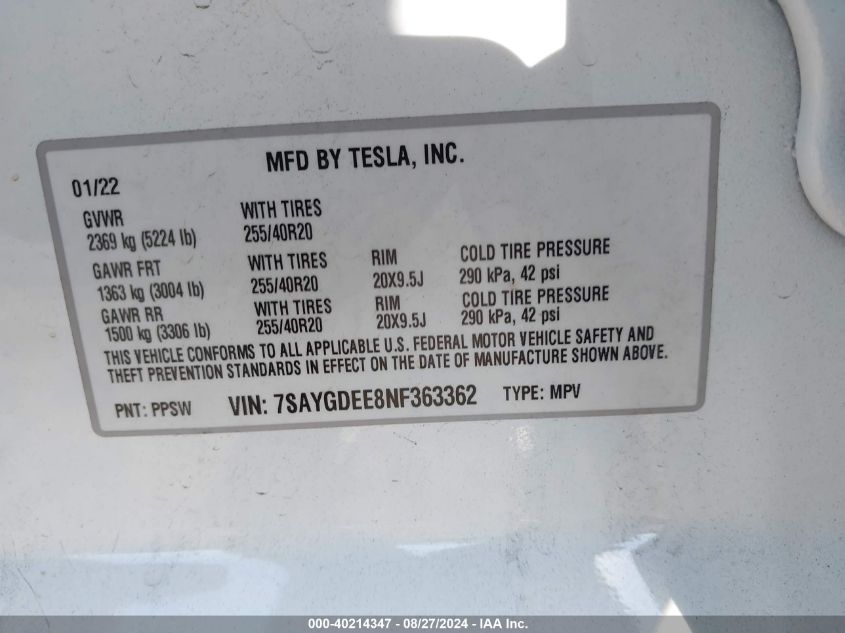 MFD BY TESLA, INC.
01/22
GVWR WITH TIRES
2369 kg (5224 lb) 255/40R20
GAWR FRT WITH TIRES RIM COLD TIRE PRESSURE
1363 kg (3004 lb) 255/40R20 20X9.5J 290 kPa, 42 psi
GAWR RR WITH TIRES RIM COLD TIRE PRESSURE
1500 kg (3306 lb) 255/40R20 20X9.5J 290 kPa, 42 psi
THIS VEHICLE CONFORMS TO ALL APPLICABLE U.S. FEDERAL MOTOR VEHICLE SAFETY AND
THEFT PREVENTION STANDARDS IN EFFECT ON THE DATE OF MANUFACTURE SHOWN ABOVE.
PNT: PPSW VIN: 7SAYGDEE8NF363362 TYPE: MPV
000-40214347 - 08/27/2024 - IAA Inc.